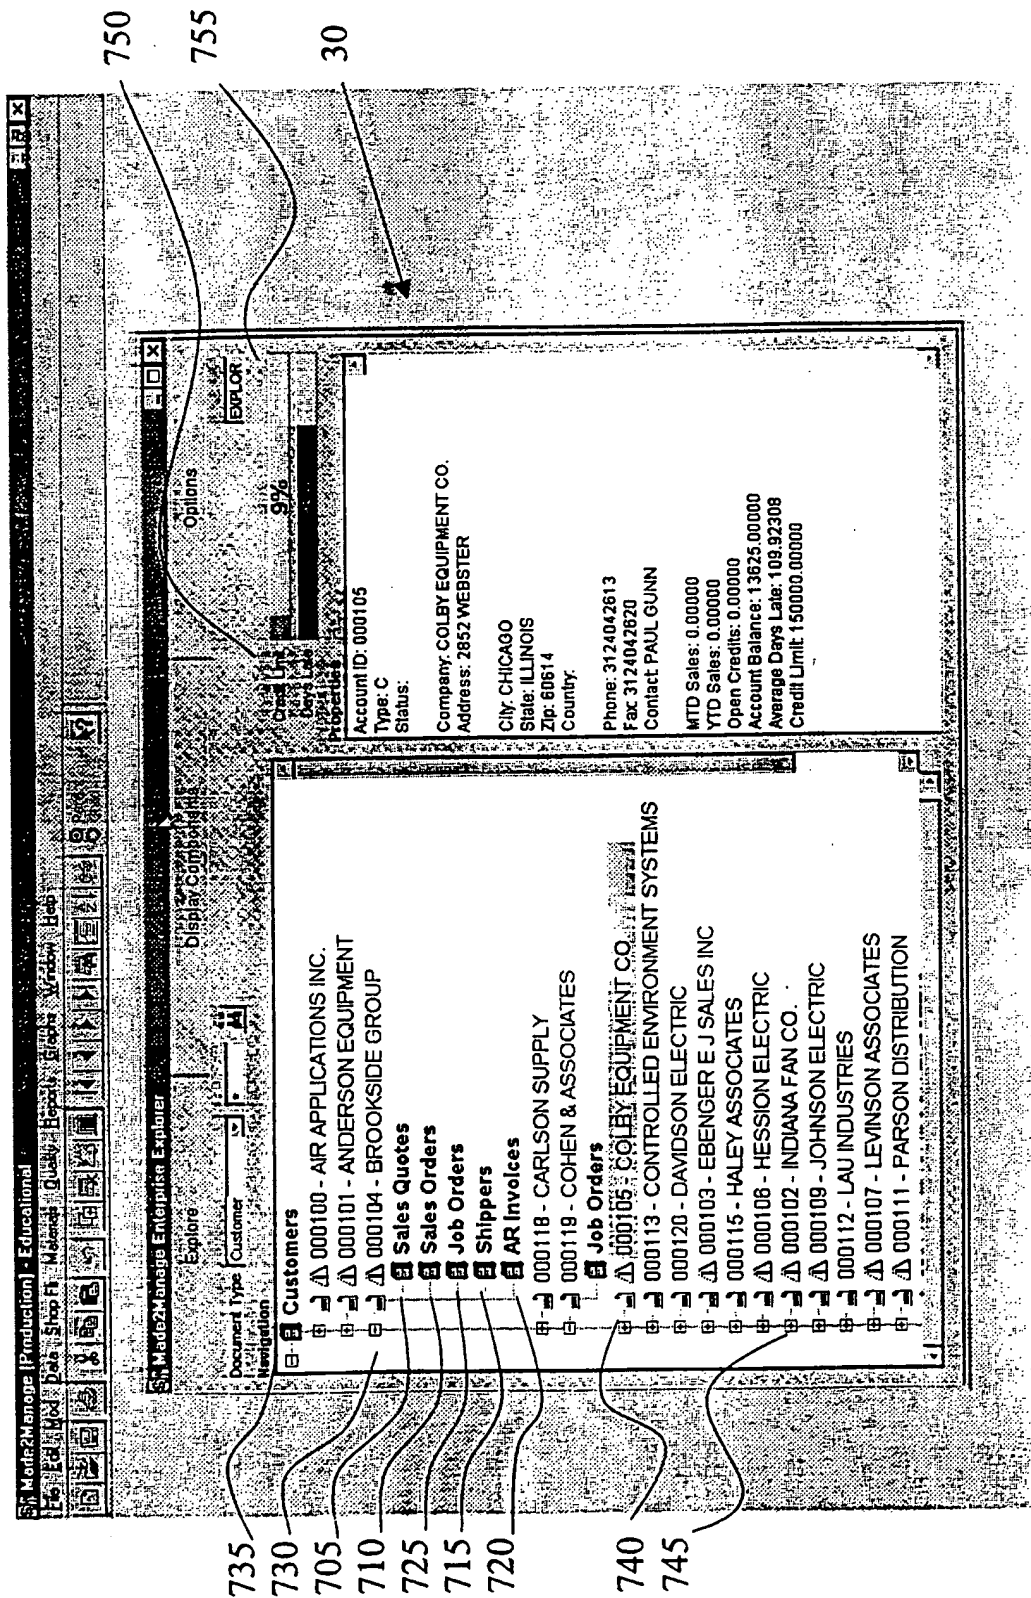 Made2Manage [Production] - Educational
File Edit Mod Data Shop Fl Materials Quality Reports Graphs Window Help
Made2Manage Enterprise Explorer
Explore
Display Components
Options
Document Type
Customer
EXPLOR
Navigation
Customers
000100 - AIR APPLICATIONS INC.
000101 - ANDERSON EQUIPMENT
000104 - BROOKSIDE GROUP
Sales Quotes
Sales Orders
Job Orders
Shippers
AR Invoices
000118 - CARLSON SUPPLY
000119 - COHEN & ASSOCIATES
Job Orders
000105 - COLBY EQUIPMENT CO.
000113 - CONTROLLED ENVIRONMENT SYSTEMS
000120 - DAVIDSON ELECTRIC
000103 - EBENGER E J SALES INC
000115 - HALEY ASSOCIATES
000106 - HESSION ELECTRIC
000102 - INDIANA FAN CO.
000109 - JOHNSON ELECTRIC
000112 - LAU INDUSTRIES
000107 - LEVINSON ASSOCIATES
000111 - PARSON DISTRIBUTION
Credit Limit
9%
Days Late
Properties
Account ID: 000105
Type: C
Status:
Company: COLBY EQUIPMENT CO.
Address: 2852 WEBSTER
City: CHICAGO
State: ILLINOIS
Zip: 60614
Country:
Phone: 3124042613
Fax: 3124042620
Contact: PAUL GUNN
MTD Sales: 0.00000
YTD Sales: 0.00000
Open Credits: 0.00000
Account Balance: 13625.00000
Average Days Late: 109.92308
Credit Limit: 150000.00000
735
730
705
710
725
715
720
740
745
750
755
30